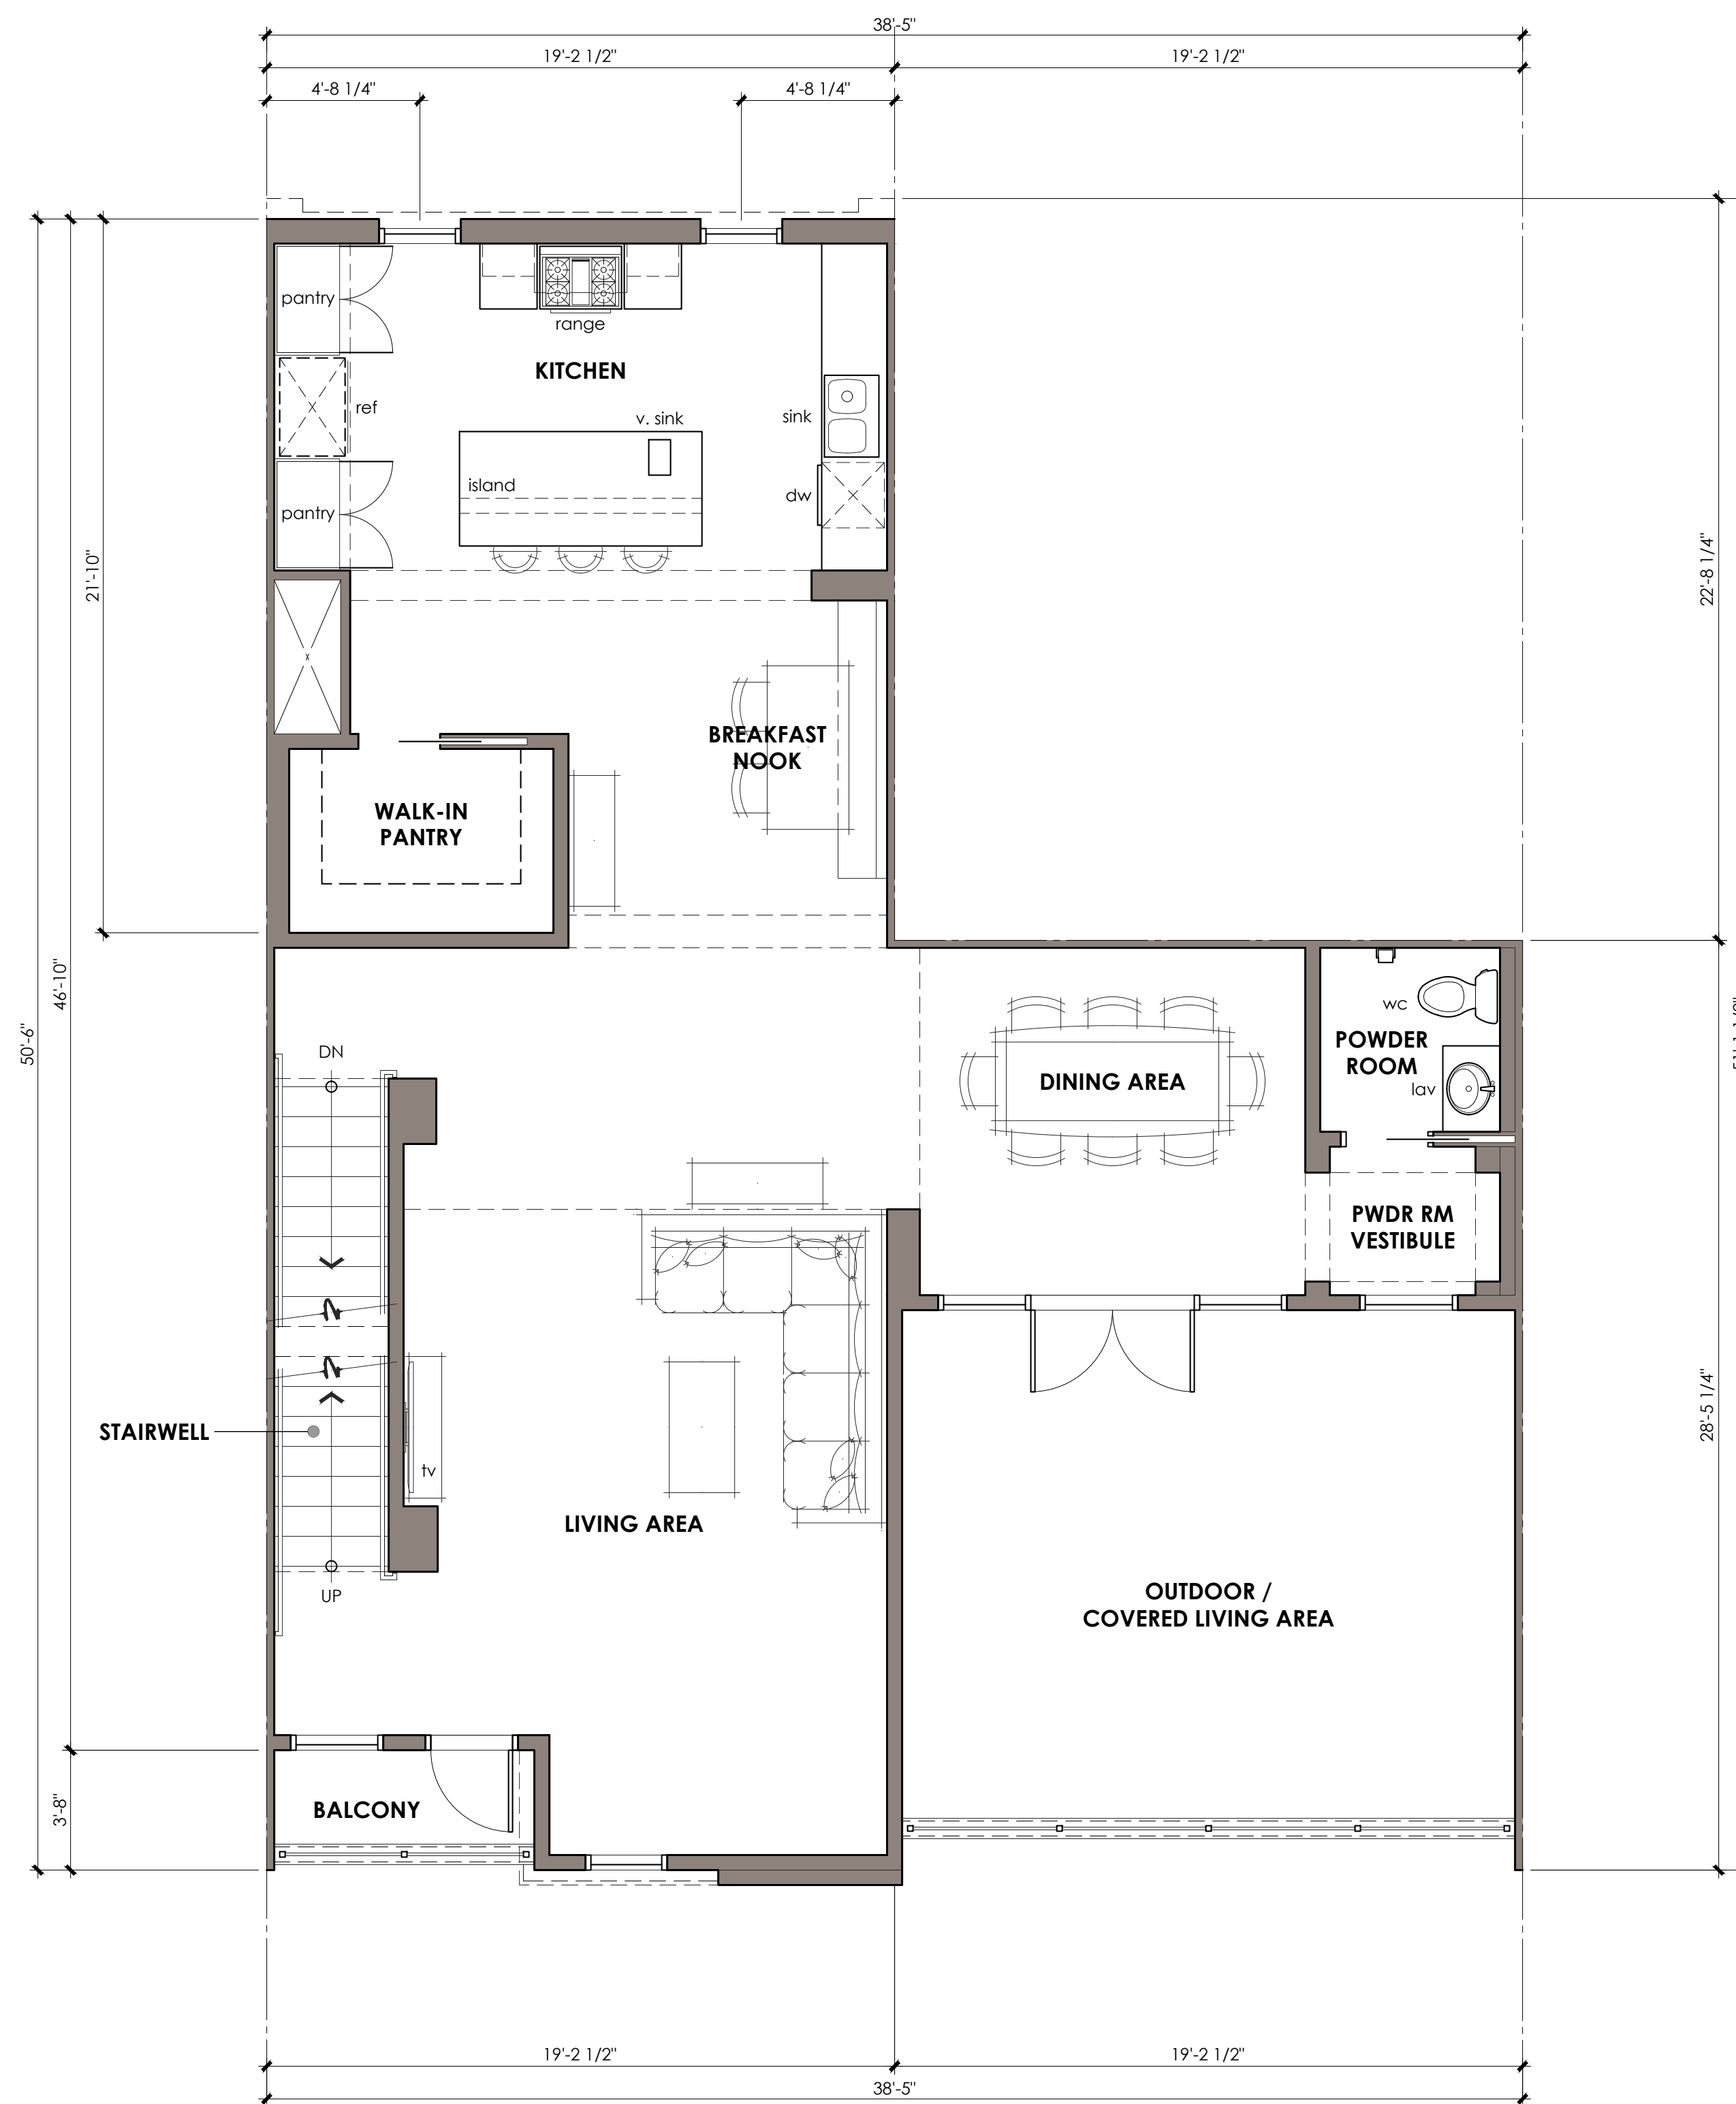 38'-5"
19'-2 1/2"
19'-2 1/2"
4'-8 1/4"
4'-8 1/4"
pantry
range
KITCHEN
ref
v. sink
sink
island
dw
pantry
21'-10"
22'-8 1/4"
BREAKFAST
NOOK
WALK-IN
PANTRY
46'-10"
50'-6"
wc
POWDER
ROOM
lav
DN
DINING AREA
PWDR RM
VESTIBULE
28'-5 1/4"
STAIRWELL
tv
LIVING AREA
UP
OUTDOOR /
COVERED LIVING AREA
3'-8"
BALCONY
19'-2 1/2"
19'-2 1/2"
38'-5"